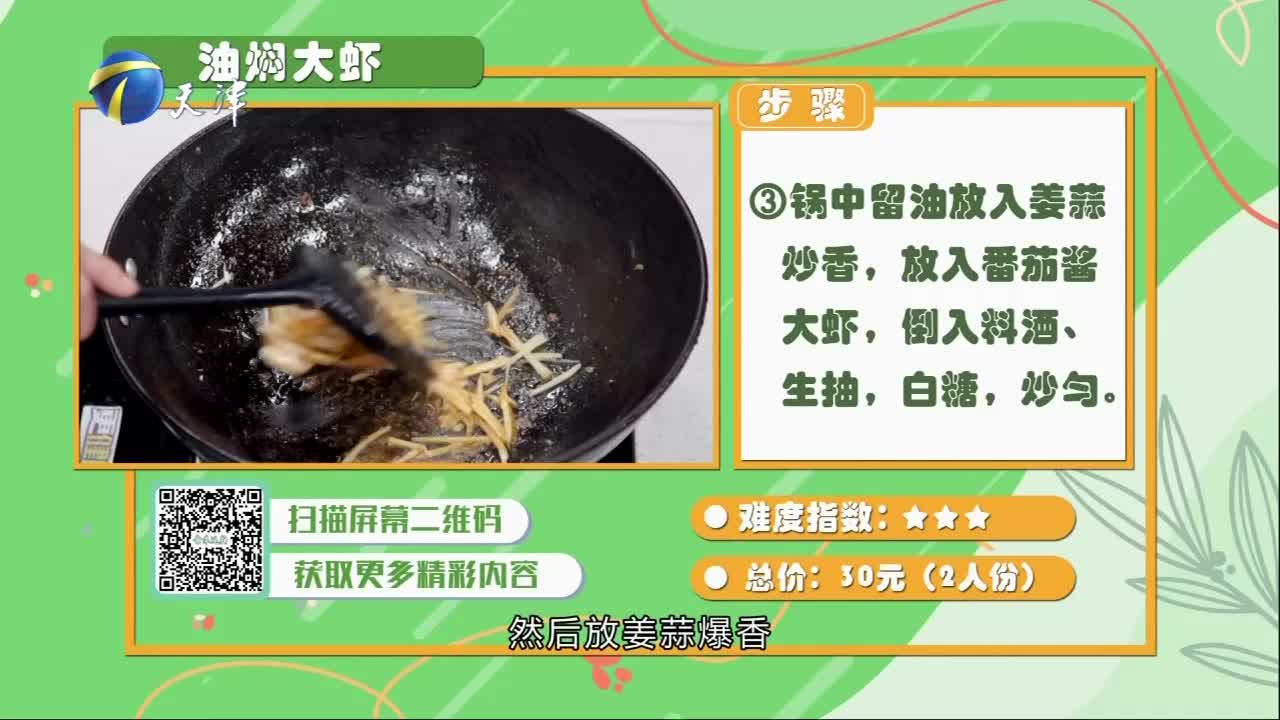 油焖大虾
天津
步骤
③锅中留油放入姜蒜
炒香，放入番茄酱
大虾，倒入料酒、
生抽，白糖，炒匀。
扫描屏幕二维码
获取更多精彩内容
难度指数：★★★
总价：30元（2人份）
然后放姜蒜爆香